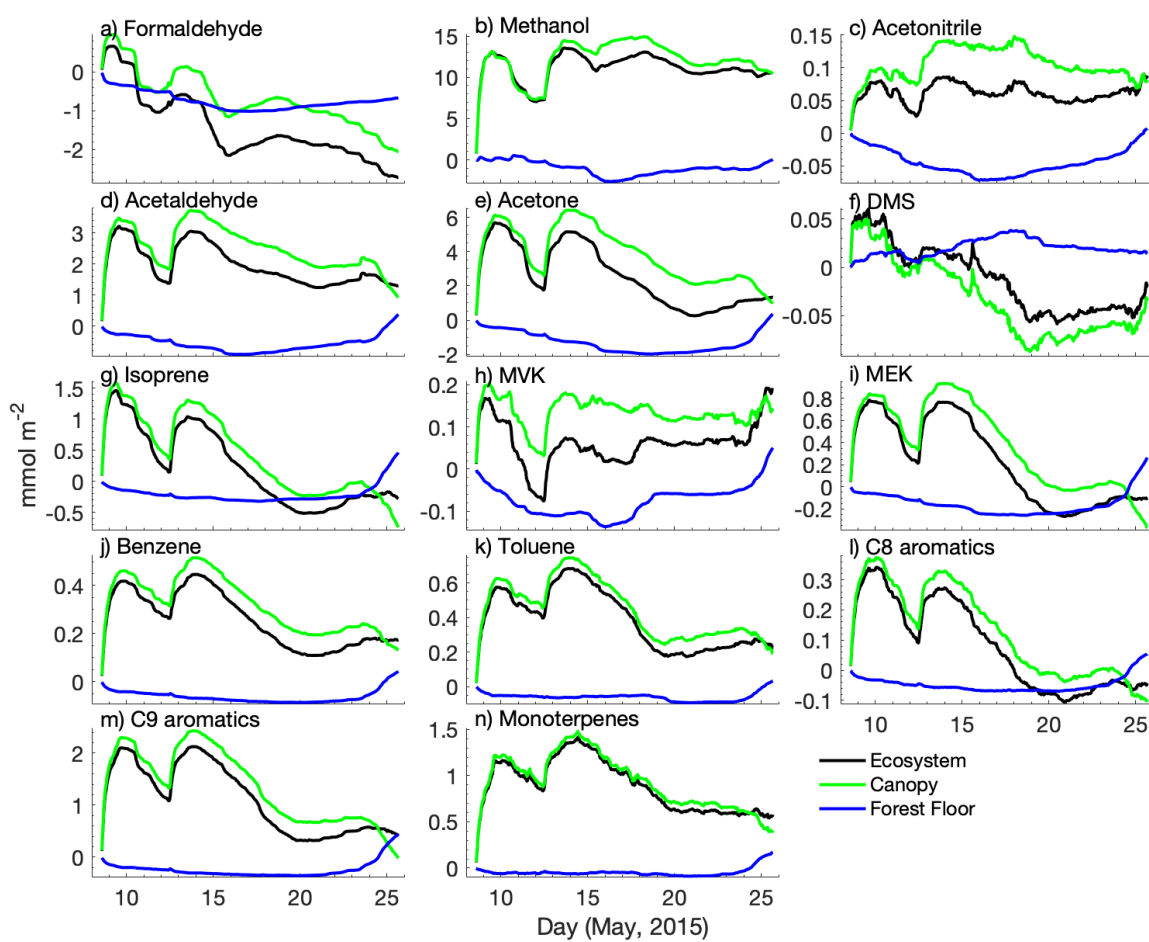 a) Formaldehyde
0
-1
-2
b) Methanol
15
10
5
0
c) Acetonitrile
0.15
0.1
0.05
0
-0.05
d) Acetaldehyde
3
2
1
0
e) Acetone
6
4
2
0
-2
f) DMS
0.05
0
-0.05
g) Isoprene
1.5
1
0.5
0
-0.5
h) MVK
0.2
0.1
0
-0.1
i) MEK
0.8
0.6
0.4
0.2
0
-0.2
mmol m⁻²
j) Benzene
0.4
0.2
0
k) Toluene
0.6
0.4
0.2
0
l) C8 aromatics
0.3
0.2
0.1
0
-0.1
10 15 20 25
m) C9 aromatics
2
1
0
10 15 20 25
n) Monoterpenes
1.5
1
0.5
0
10 15 20 25
Ecosystem
Canopy
Forest Floor
Day (May, 2015)